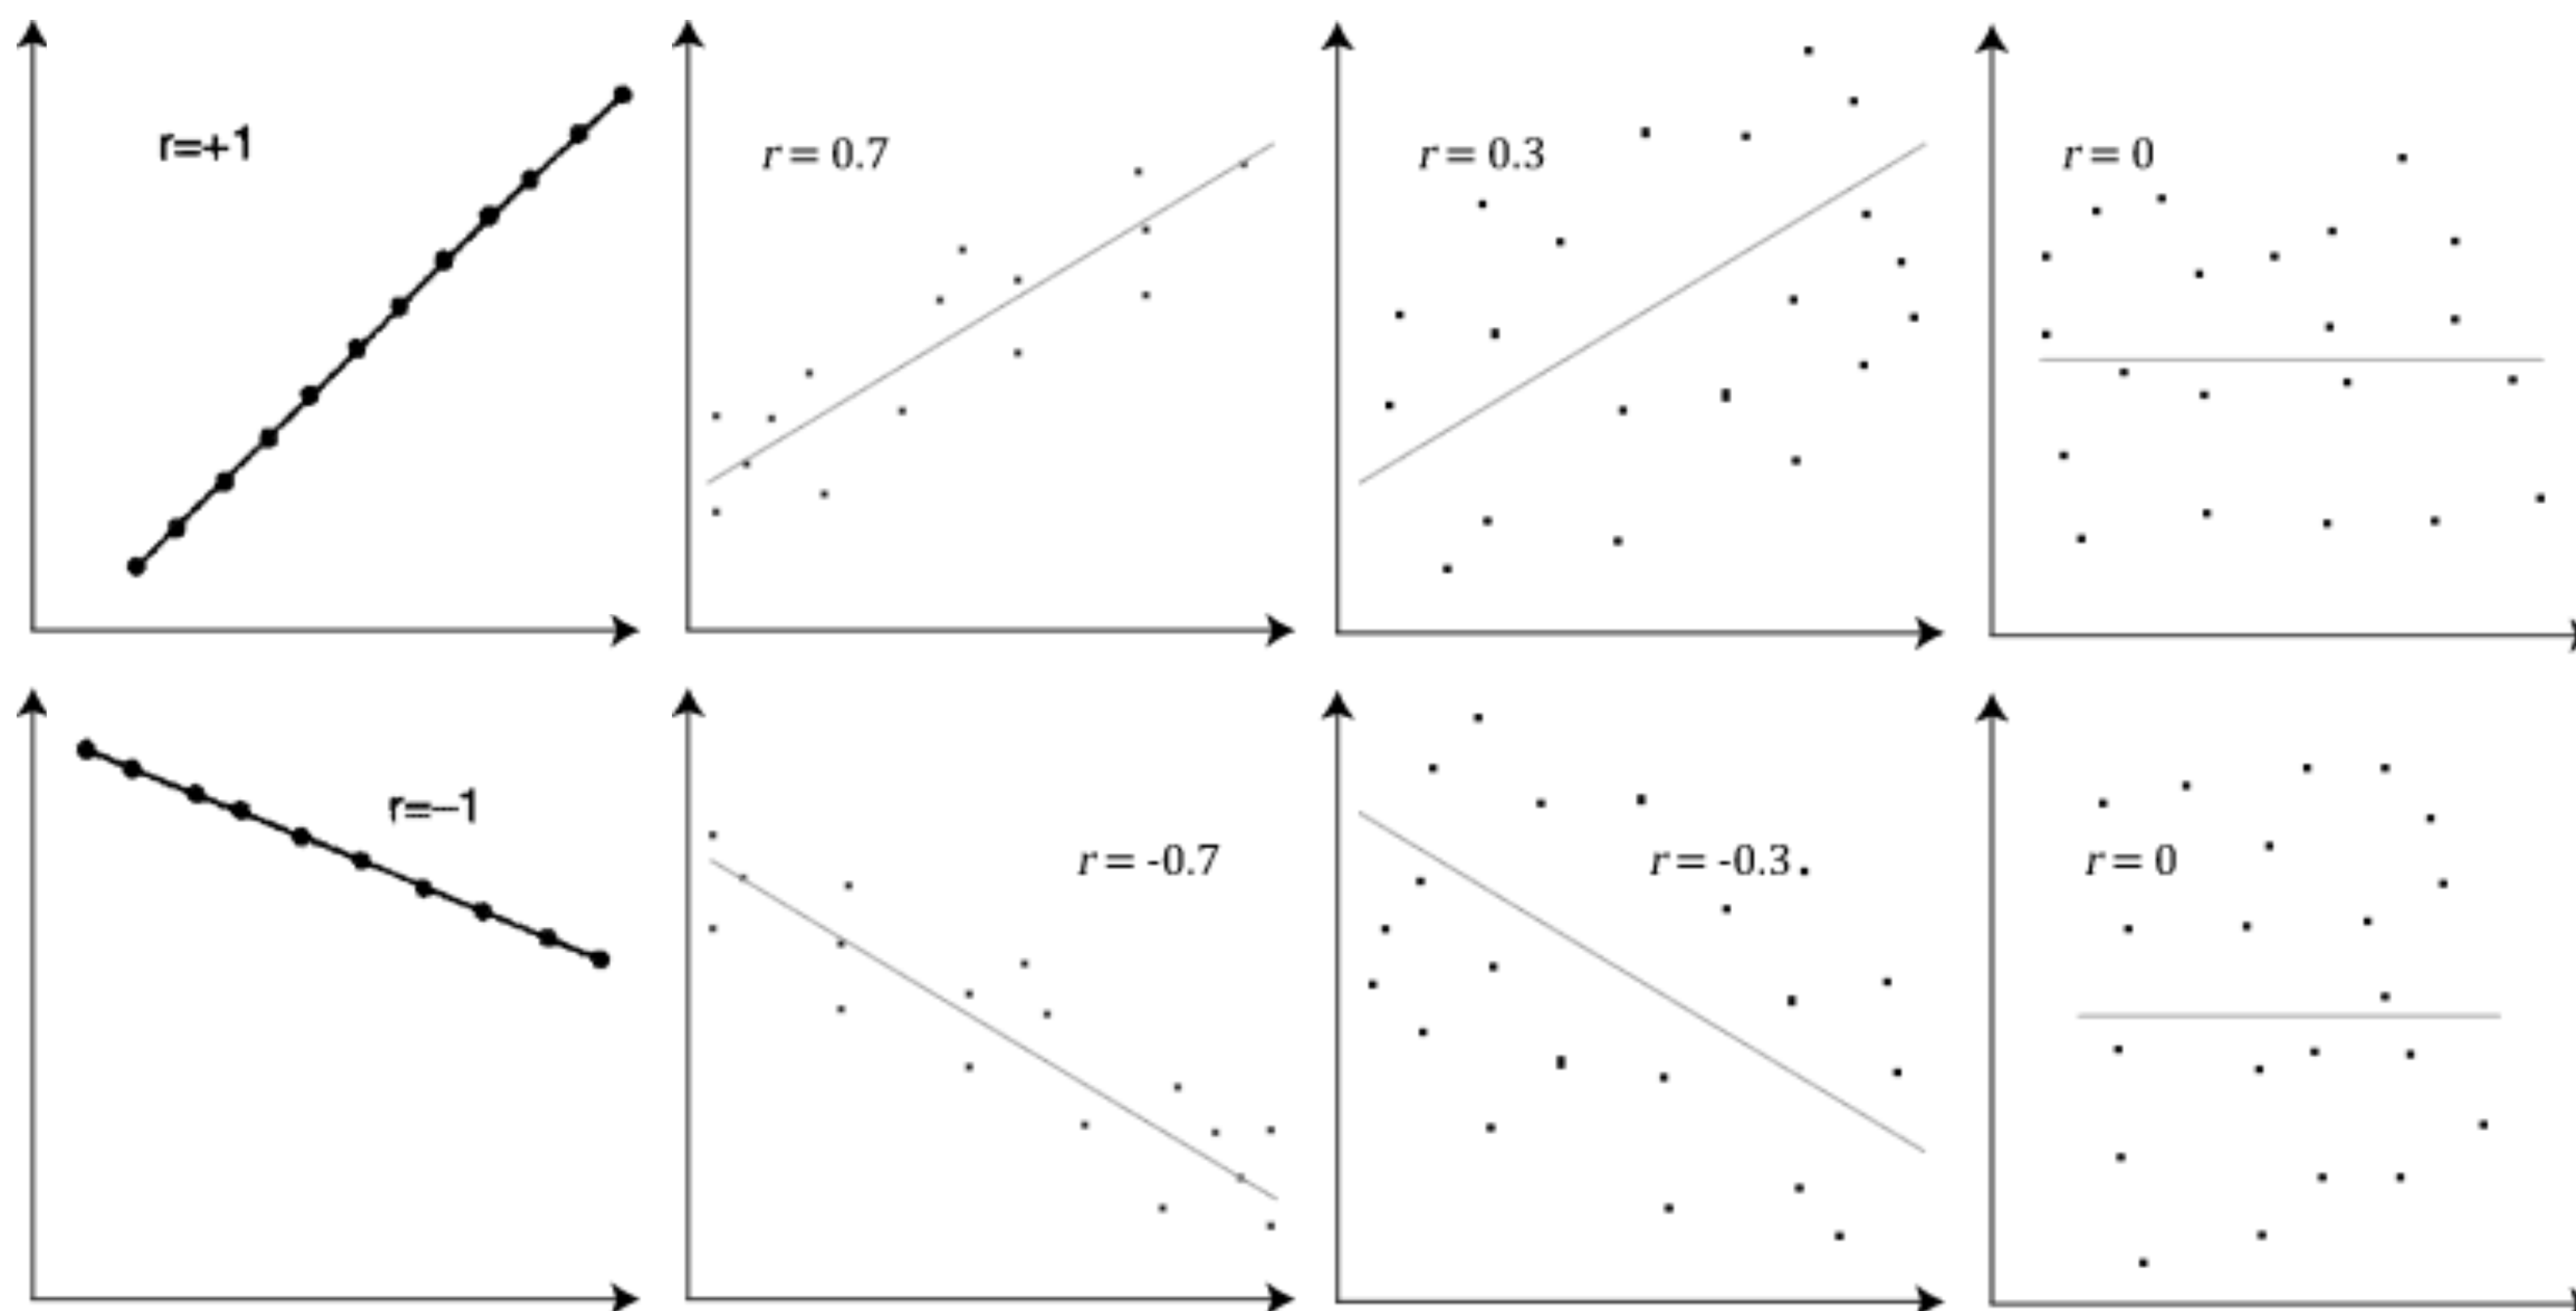 r=+1
r = 0.7
r = 0.3
r = 0
r=–1
r = -0.7
r = -0.3
r = 0